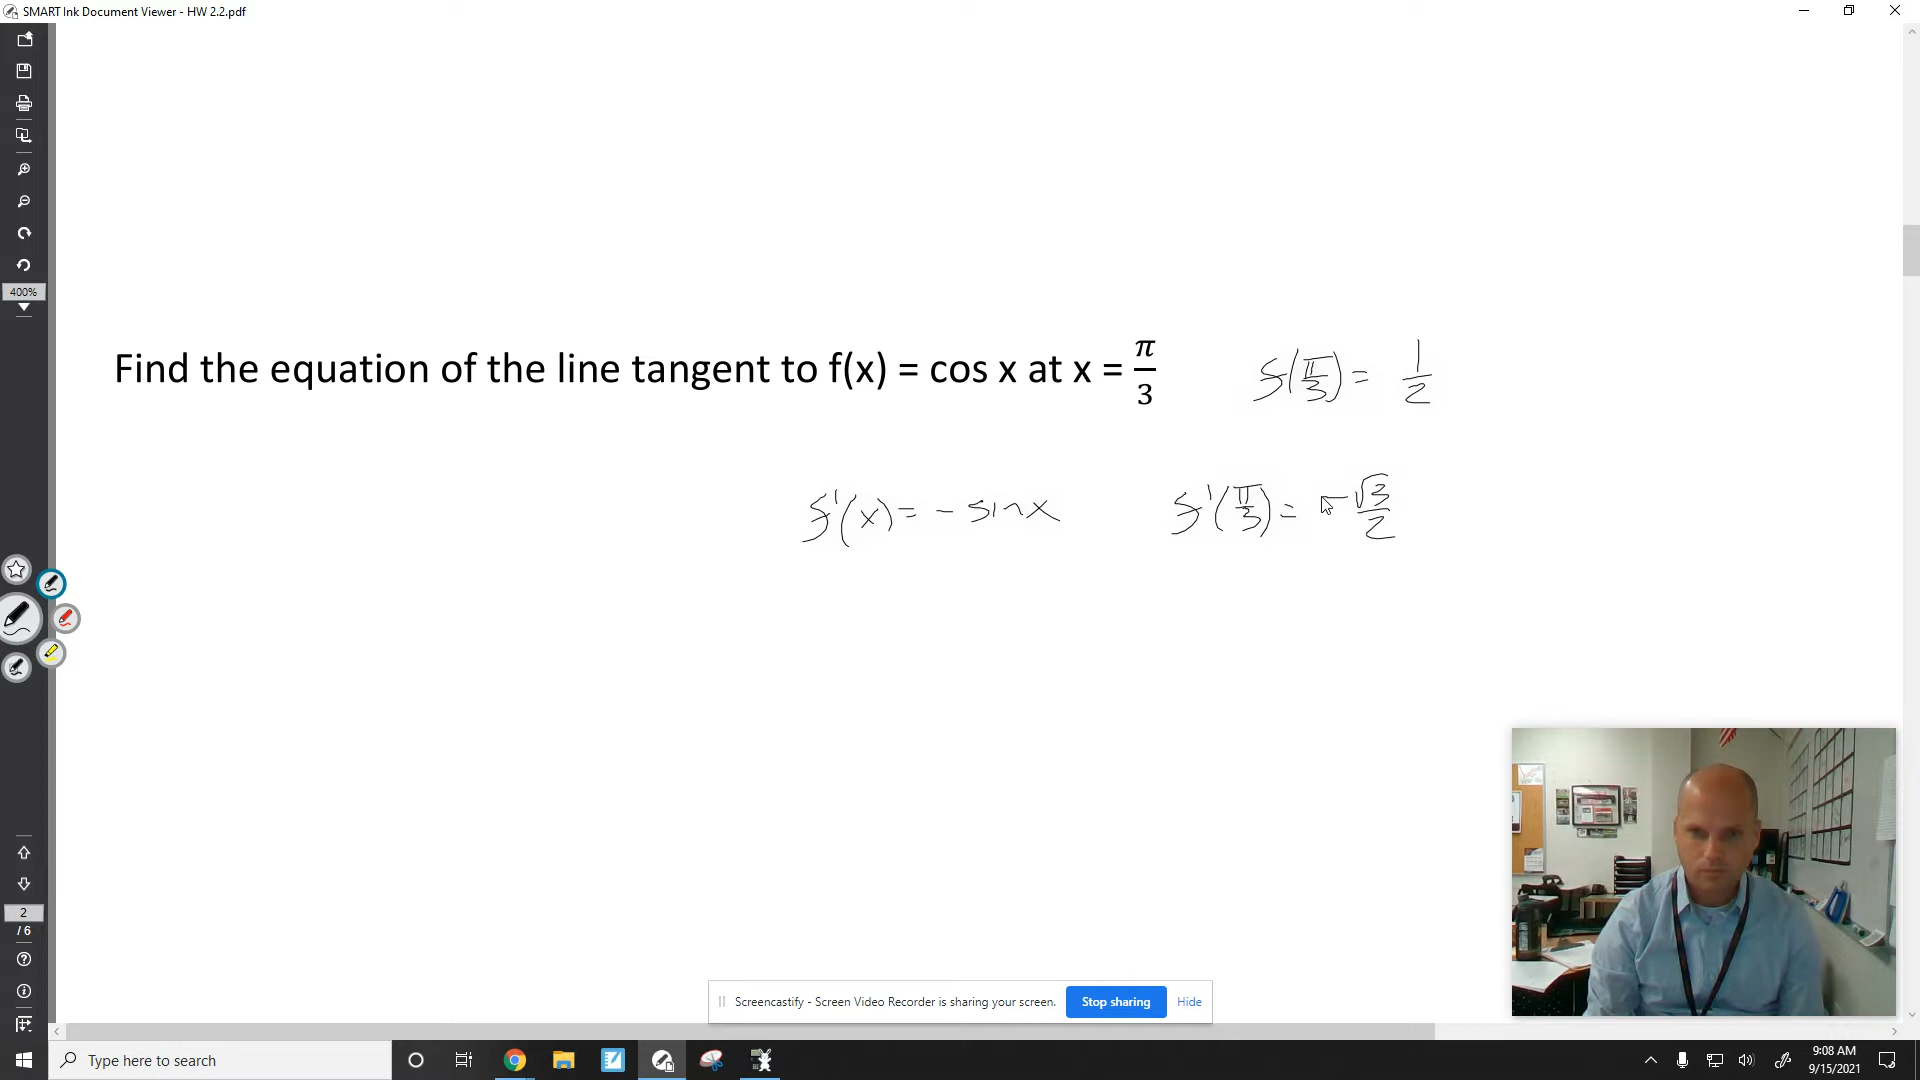 SMART Ink Document Viewer - HW 2.2.pdf
400%
Find the equation of the line tangent to f(x) = cos x at x = π/3
f(π/3) = 1/2
f'(x) = - sin x
f'(π/3) = - √3/2
2
/ 6
Screencastify - Screen Video Recorder is sharing your screen.
Stop sharing
Hide
Type here to search
9:08 AM
9/15/2021